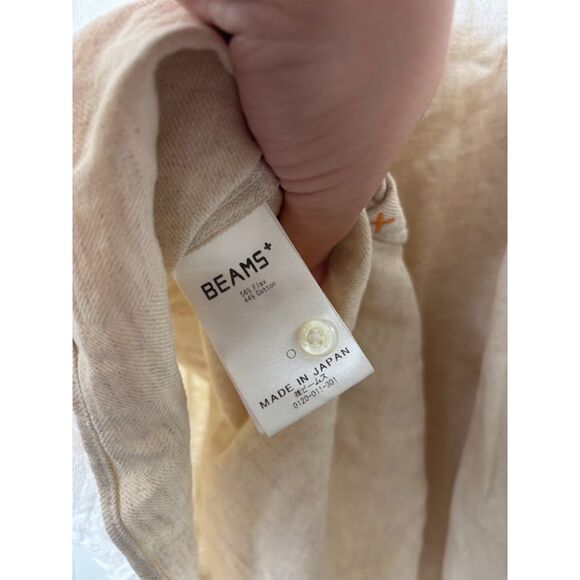 BEAMS+
56% Flax
44% Cotton
MADE IN JAPAN
㈱ビームス
0120-011-301